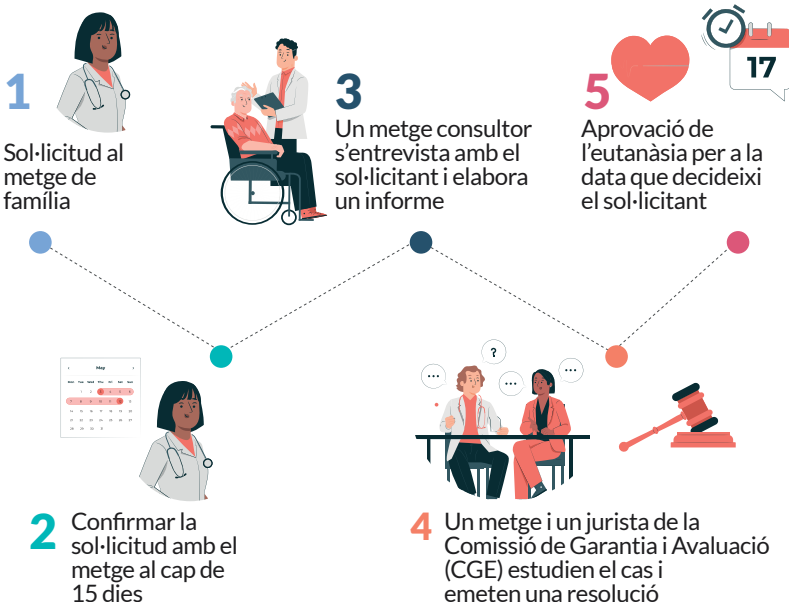 1
Sol·licitud al
metge de
família
2
Confirmar la
sol·licitud amb el
metge al cap de
15 dies
3
Un metge consultor
s’entrevista amb el
sol·licitant i elabora
un informe
4
Un metge i un jurista de la
Comissió de Garantia i Avaluació
(CGE) estudien el cas i
emeten una resolució
5
Aprovació de
l’eutanàsia per a la
data que decideixi
el sol·licitant
17
May
?